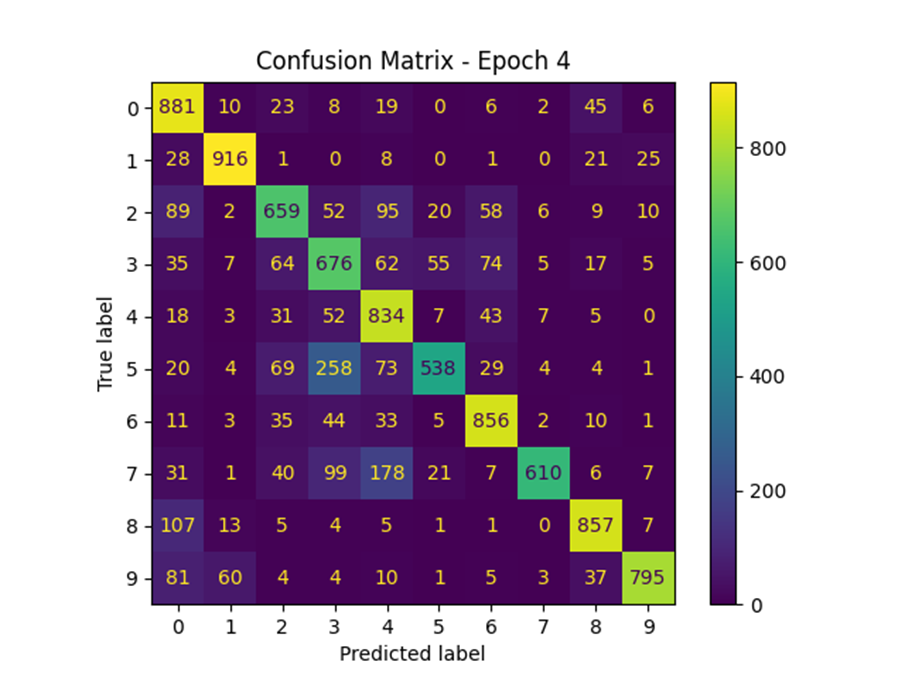 Confusion Matrix - Epoch 4
0 881 10 23 8 19 0 6 2 45 6
1 28 916 1 0 8 0 1 0 21 25
2 89 2 659 52 95 20 58 6 9 10
3 35 7 64 676 62 55 74 5 17 5
4 18 3 31 52 834 7 43 7 5 0
5 20 4 69 258 73 538 29 4 4 1
6 11 3 35 44 33 5 856 2 10 1
7 31 1 40 99 178 21 7 610 6 7
8 107 13 5 4 5 1 1 0 857 7
9 81 60 4 4 10 1 5 3 37 795
0 1 2 3 4 5 6 7 8 9
Predicted label
True label
800
600
400
200
0